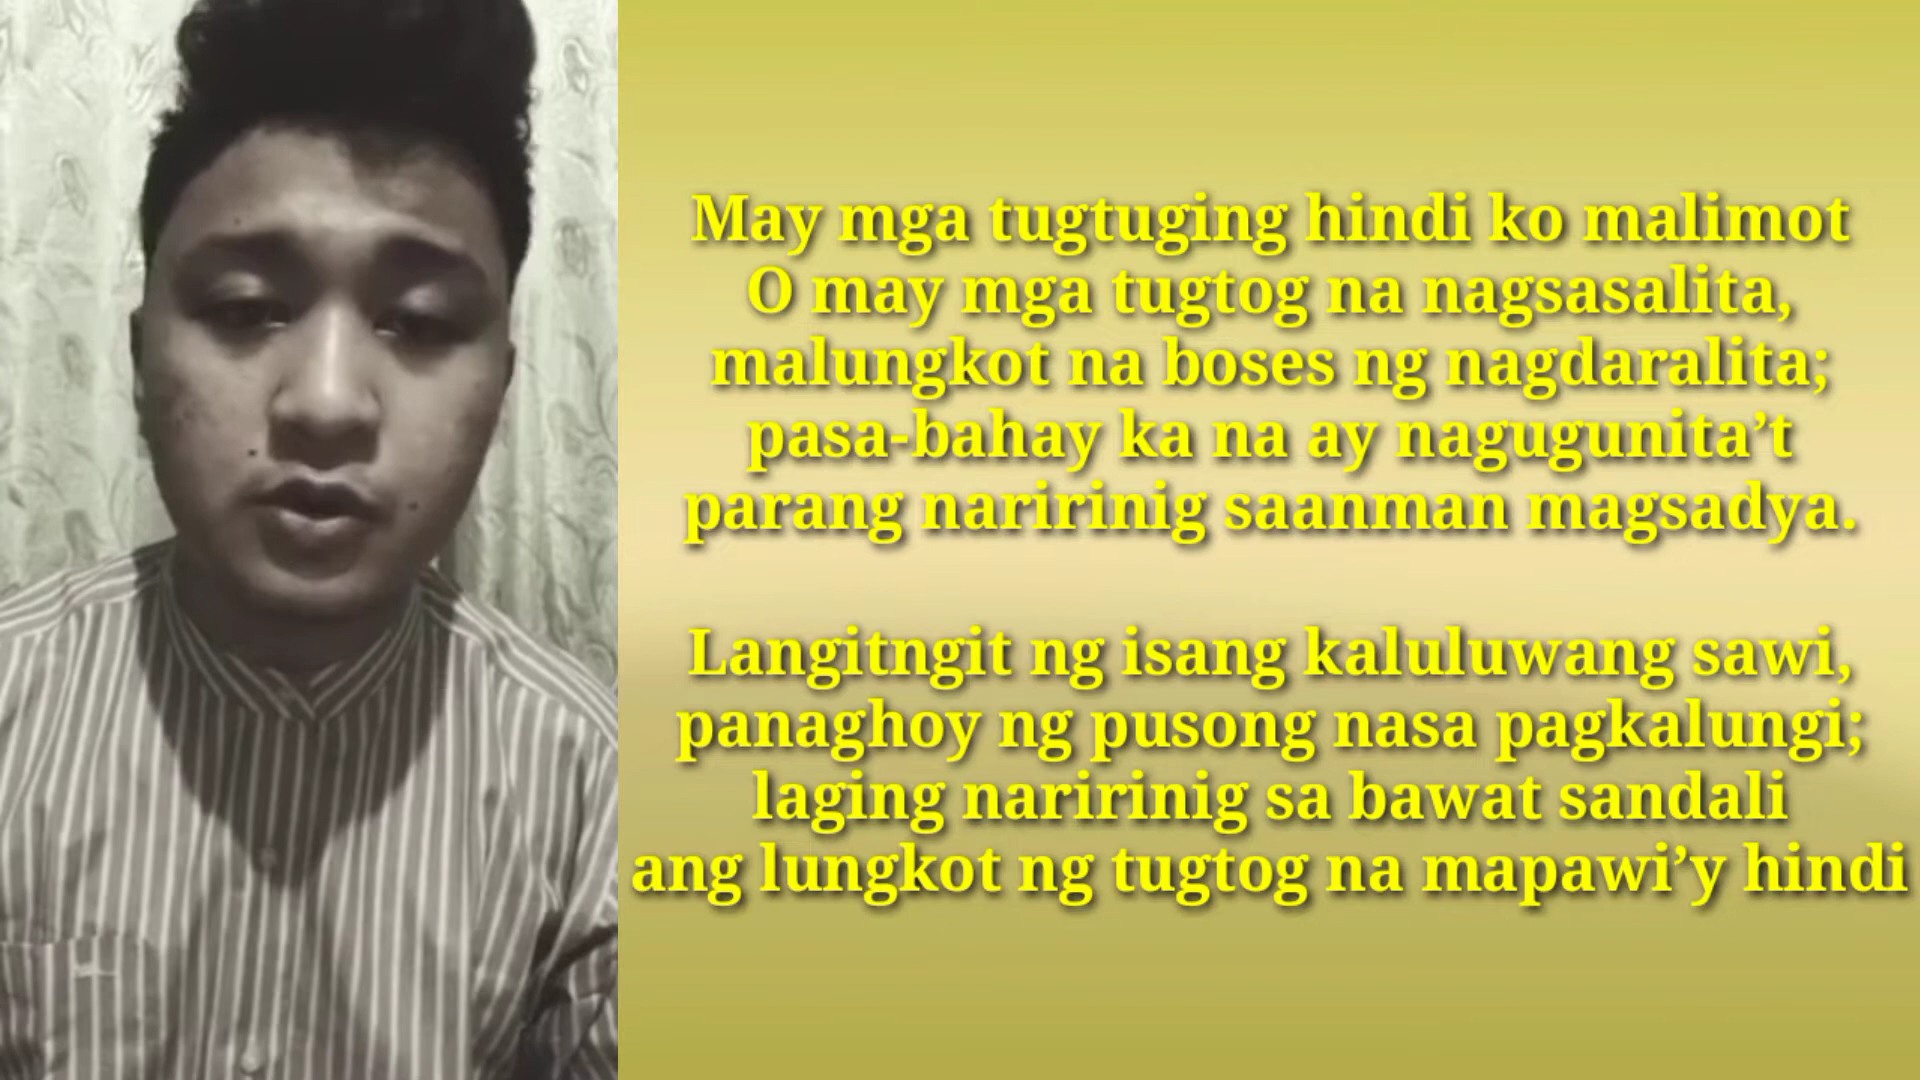 May mga tugtuging hindi ko malimot
O may mga tugtog na nagsasalita,
malungkot na boses ng nagdaralita;
pasa-bahay ka na ay nagugunita’t
parang naririnig saanman magsadya.
Langitngit ng isang kaluluwang sawi,
panaghoy ng pusong nasa pagkalungi;
laging naririnig sa bawat sandali
ang lungkot ng tugtog na mapawi’y hindi